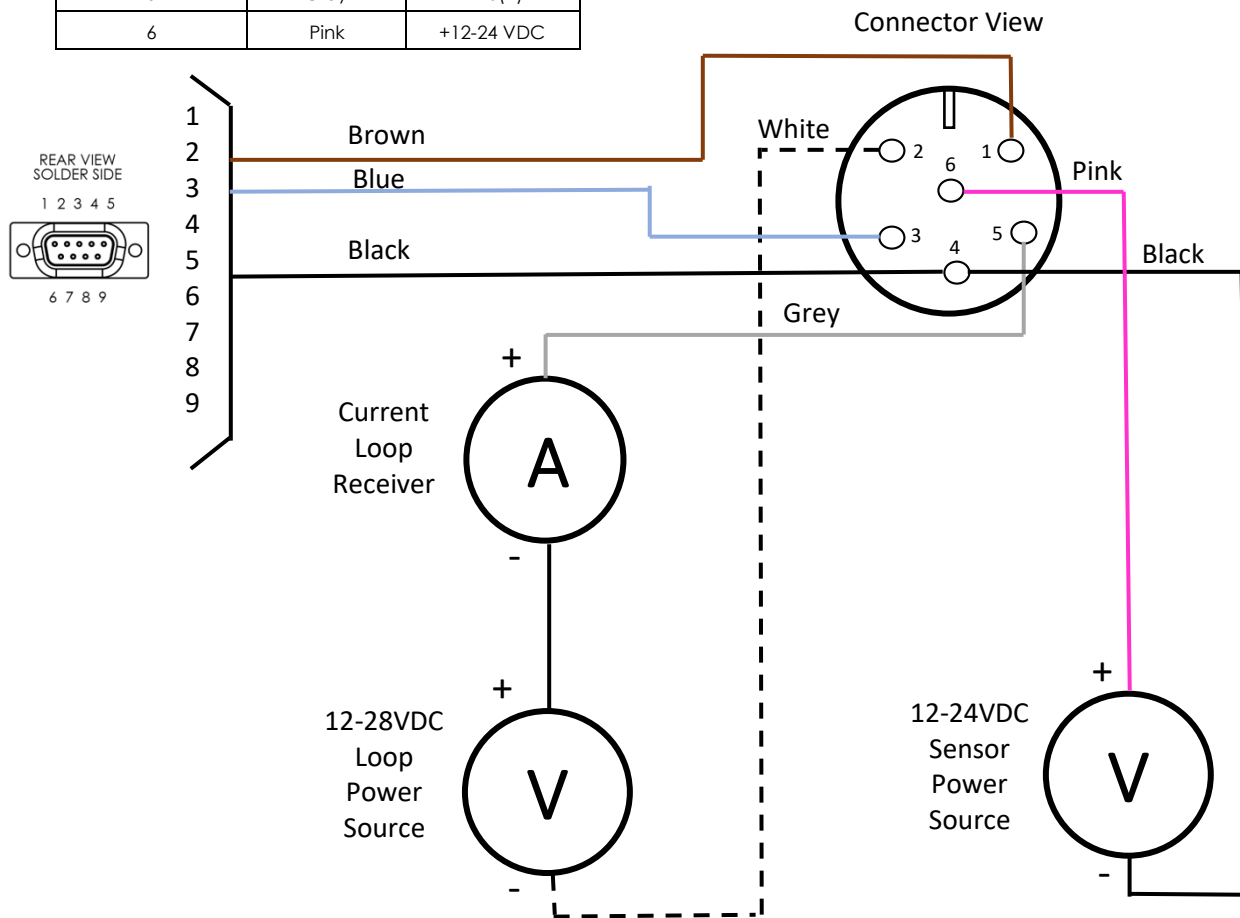 6 Pink +12-24 VDC
Connector View
1
2
3
4
5
6
7
8
9
REAR VIEW
SOLDER SIDE
1 2 3 4 5
6 7 8 9
Brown
Blue
Black
White
2
1
6
3
5
4
Pink
Black
Grey
+
Current
Loop
Receiver
A
-
+
12-28VDC
Loop
Power
Source
V
-
+
12-24VDC
Sensor
Power
Source
V
-